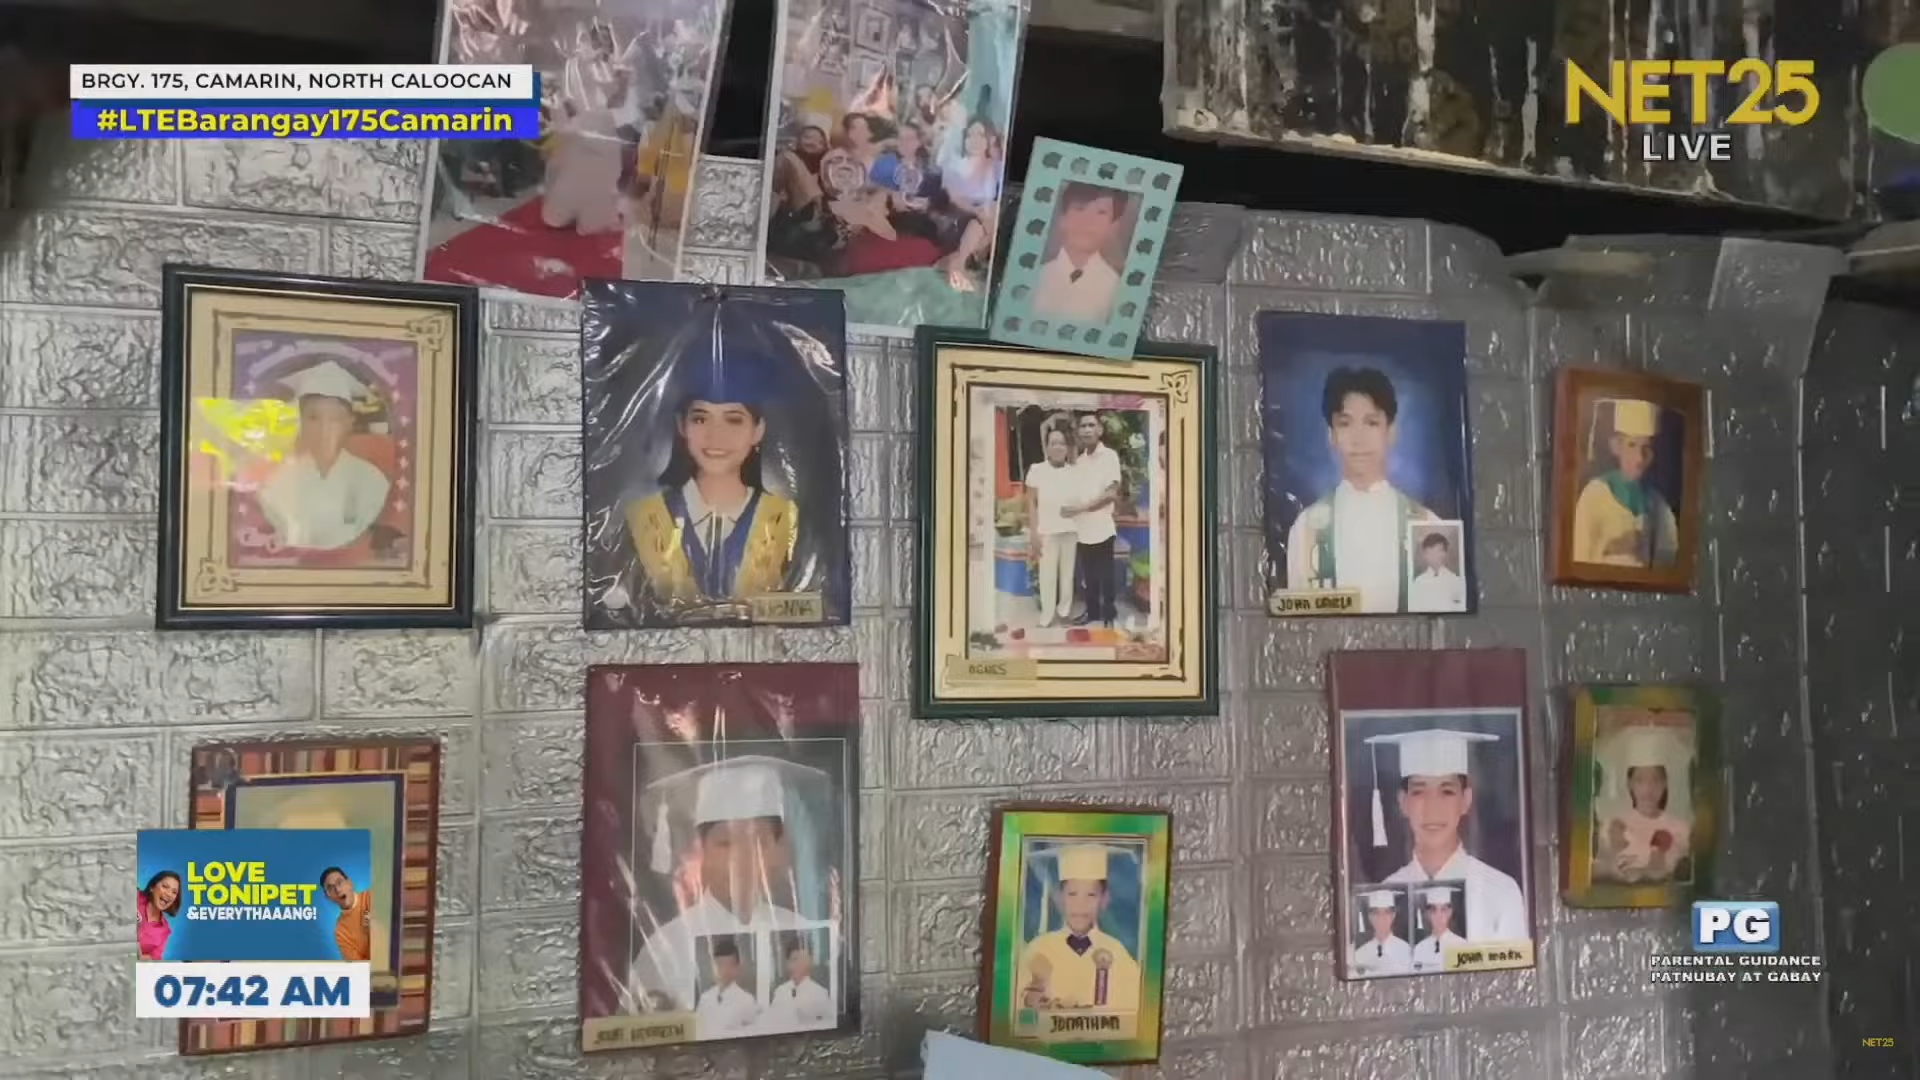 BRGY. 175, CAMARIN, NORTH CALOOCAN
#LTEBarangay175Camarin
NET25
LIVE
AGNES
JOHN
JONATHAN
JOHN MARK
LOVE
TONIPET
&EVERYTHAAANG!
07:42 AM
PG
PARENTAL GUIDANCE
PATNUBAY AT GABAY
NET25